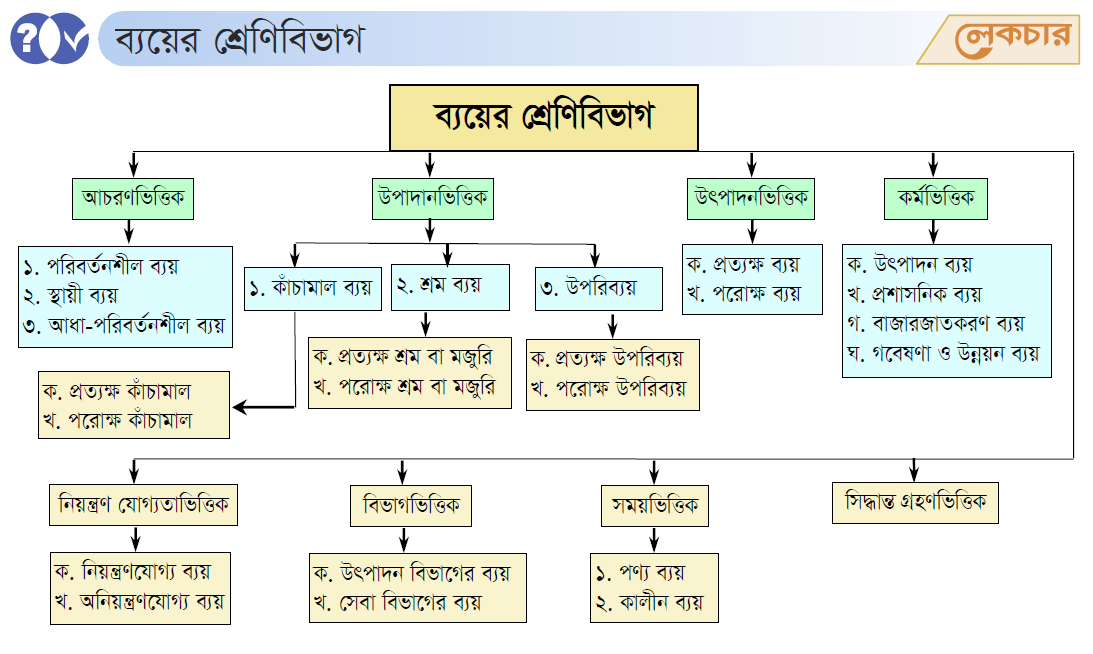 ব্যয়ের শ্রেণিবিভাগ
লেকচার
ব্যয়ের শ্রেণিবিভাগ
আচরণভিত্তিক
উপাদানভিত্তিক
উৎপাদনভিত্তিক
কর্মভিত্তিক
১. পরিবর্তনশীল ব্যয়
২. স্থায়ী ব্যয়
৩. আধা-পরিবর্তনশীল ব্যয়
১. কাঁচামাল ব্যয়
২. শ্রম ব্যয়
৩. উপরিব্যয়
ক. প্রত্যক্ষ ব্যয়
খ. পরোক্ষ ব্যয়
ক. উৎপাদন ব্যয়
খ. প্রশাসনিক ব্যয়
গ. বাজারজাতকরণ ব্যয়
ঘ. গবেষণা ও উন্নয়ন ব্যয়
ক. প্রত্যক্ষ কাঁচামাল
খ. পরোক্ষ কাঁচামাল
ক. প্রত্যক্ষ শ্রম বা মজুরি
খ. পরোক্ষ শ্রম বা মজুরি
ক. প্রত্যক্ষ উপরিব্যয়
খ. পরোক্ষ উপরিব্যয়
নিয়ন্ত্রণ যোগ্যতাভিত্তিক
বিভাগভিত্তিক
সময়ভিত্তিক
সিদ্ধান্ত গ্রহণভিত্তিক
ক. নিয়ন্ত্রণযোগ্য ব্যয়
খ. অনিয়ন্ত্রণযোগ্য ব্যয়
ক. উৎপাদন বিভাগের ব্যয়
খ. সেবা বিভাগের ব্যয়
১. পণ্য ব্যয়
২. কালীন ব্যয়